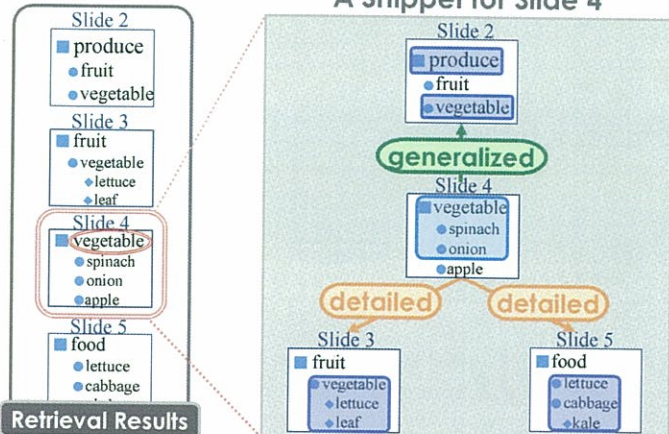 A Snippet for Slide 4
Slide 2
produce
fruit
vegetable
Slide 3
fruit
vegetable
lettuce
leaf
Slide 4
vegetable
spinach
onion
apple
Slide 5
food
lettuce
cabbage
Retrieval Results
Slide 2
produce
fruit
vegetable
generalized
Slide 4
vegetable
spinach
onion
apple
detailed
detailed
Slide 3
fruit
vegetable
lettuce
leaf
Slide 5
food
lettuce
cabbage
kale